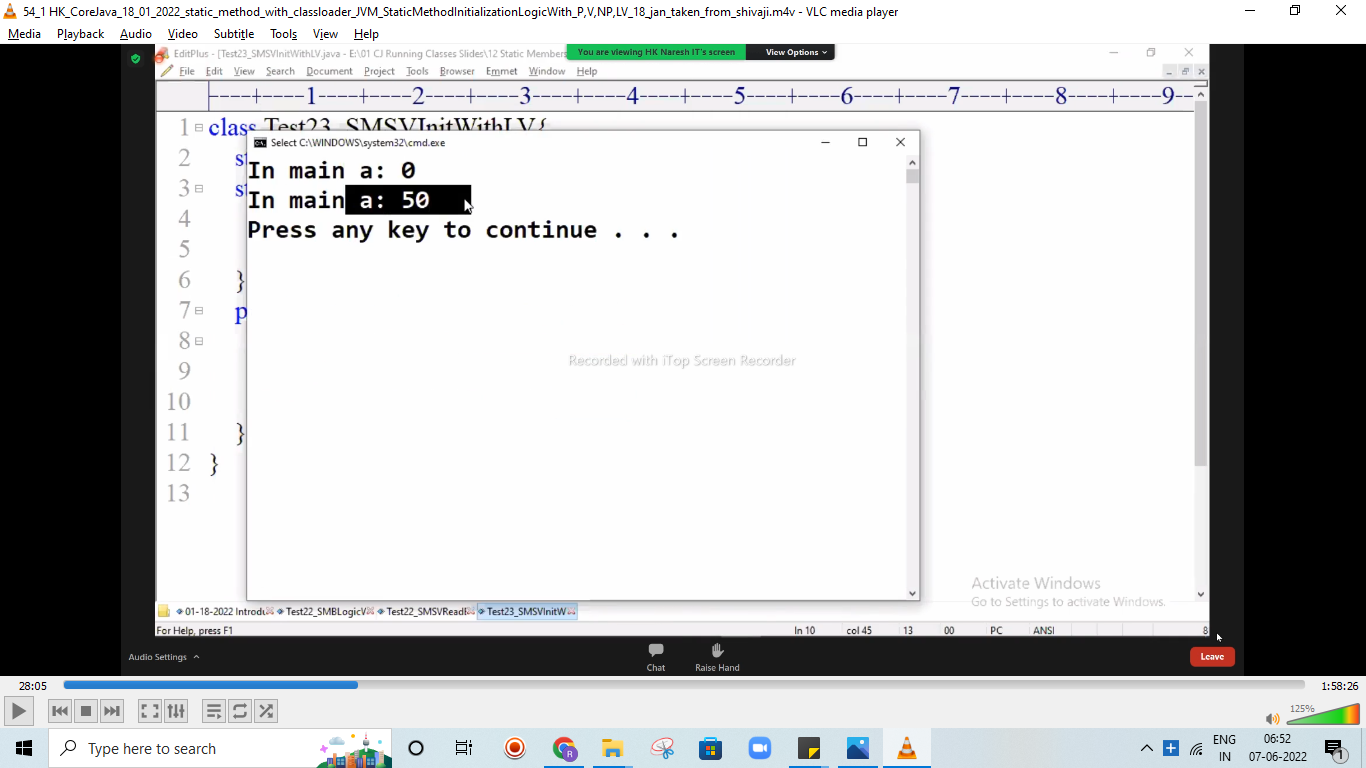 54_1 HK_CoreJava_18_01_2022_static_method_with_classloader_JVM_StaticMethodInitializationLogicWith_P,V,NP,LV_18_jan_taken_from_shivaji.m4v - VLC media player
Media Playback Audio Video Subtitle Tools View Help
EditPlus - [Test23_SMSVInitWithLV.java - E:\01 CJ Running Classes Slides\12 Static Members
You are viewing HK Naresh IT's screen View Options
File Edit View Search Document Project Tools Browser Emmet Window Help
----+----1----+----2----+----3----+----4----+----5----+----6----+----7----+----8----+----9--
1 class Test23_SMSVInitWithLV{
Select C:\WINDOWS\system32\cmd.exe
2 st
In main a: 0
3 st
In main a: 50
4
Press any key to continue . . .
5
6 }
7 p
8
Recorded with iTop Screen Recorder
9
10
11 }
12 }
13
Activate Windows
Go to Settings to activate Windows.
01-18-2022 Introdu Test22_SMBLogicV Test22_SMSVReadI Test23_SMSVInitW
For Help, press F1 ln 10 col 45 13 00 PC ANSI 8
Audio Settings Chat Raise Hand Leave
28:05 1:58:26
125%
Type here to search
ENG 06:52
IN 07-06-2022 1